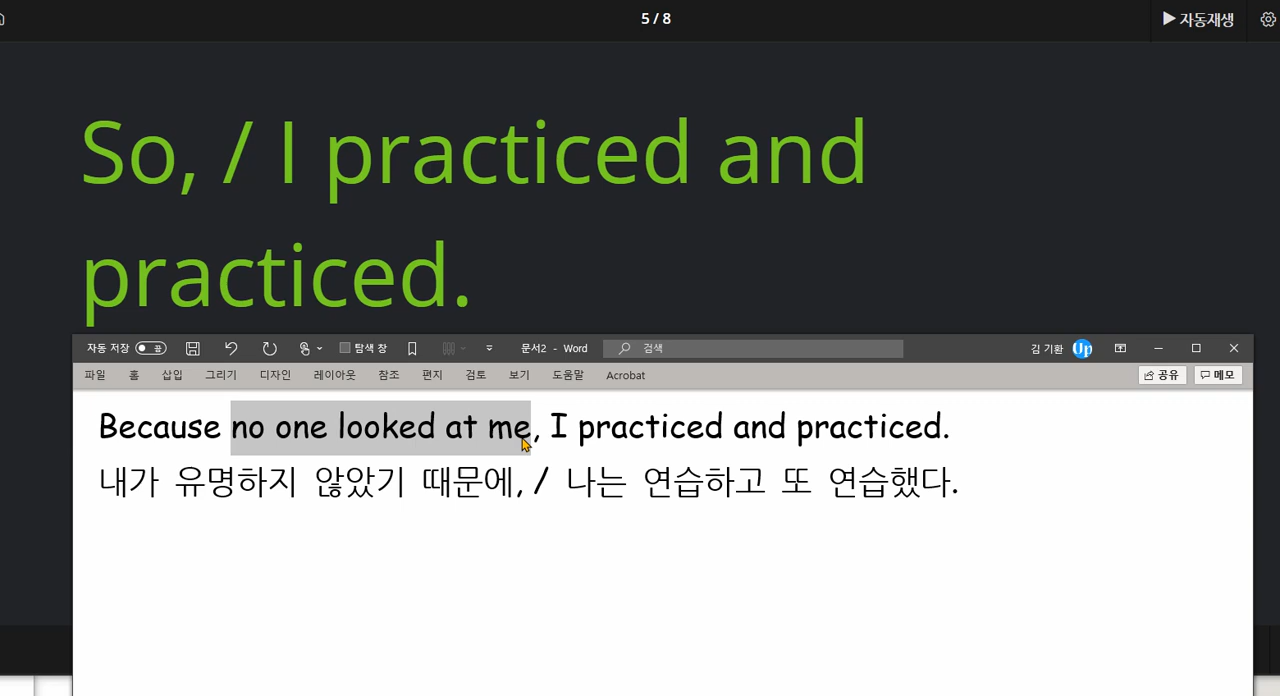 5 / 8
▶ 자동재생
So, / I practiced and
practiced.
자동 저장 끔 탐색 창 문서2 - Word 검색 김 기환 Up
파일 홈 삽입 그리기 디자인 레이아웃 참조 편지 검토 보기 도움말 Acrobat 공유 메모
Because no one looked at me, I practiced and practiced.
내가 유명하지 않았기 때문에, / 나는 연습하고 또 연습했다.